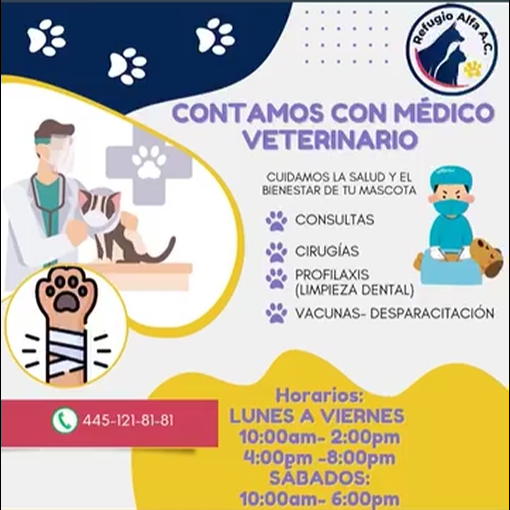 Refugio Alfa A.C.
CONTAMOS CON MÉDICO
VETERINARIO
CUIDAMOS LA SALUD Y EL
BIENESTAR DE TU MASCOTA
CONSULTAS
CIRUGÍAS
PROFILAXIS
(LIMPIEZA DENTAL)
VACUNAS- DESPARACITACIÓN
445-121-81-81
Horarios:
LUNES A VIERNES
10:00am- 2:00pm
4:00pm -8:00pm
SÁBADOS:
10:00am- 6:00pm